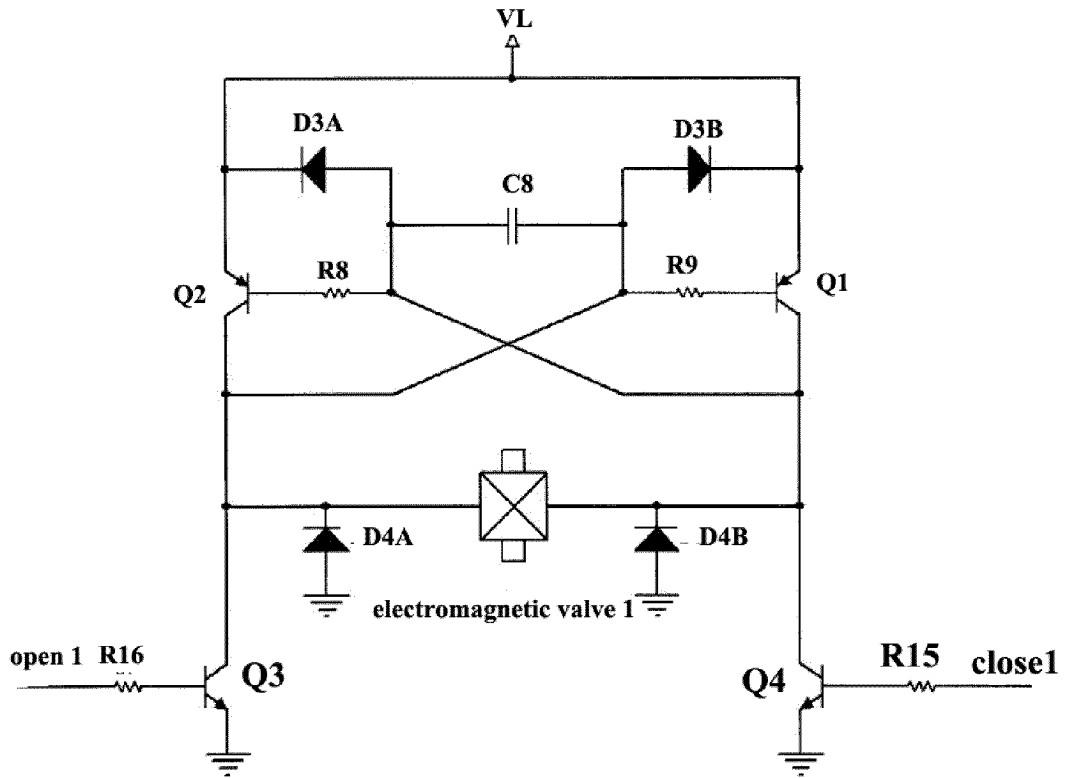 VL
D3A
D3B
C8
R8
R9
Q2
Q1
D4A
D4B
electromagnetic valve 1
open 1
R16
Q3
Q4
R15
close1